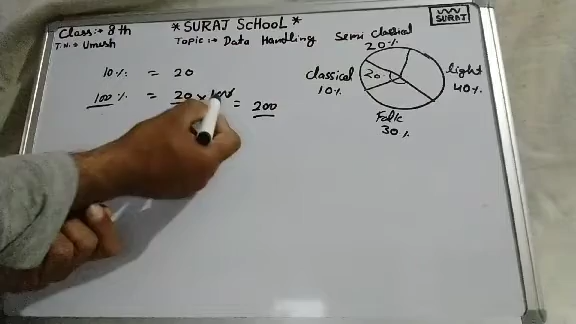 Class:- 8th
* SURAJ SCHOOL *
SURAJ
T.N:- Umesh
Topic:- Data Handling
Semi Classical
20%
10% = 20
Classical
10%
20
Light
40%
100% = 20 × 100 = 200
Folk
30%